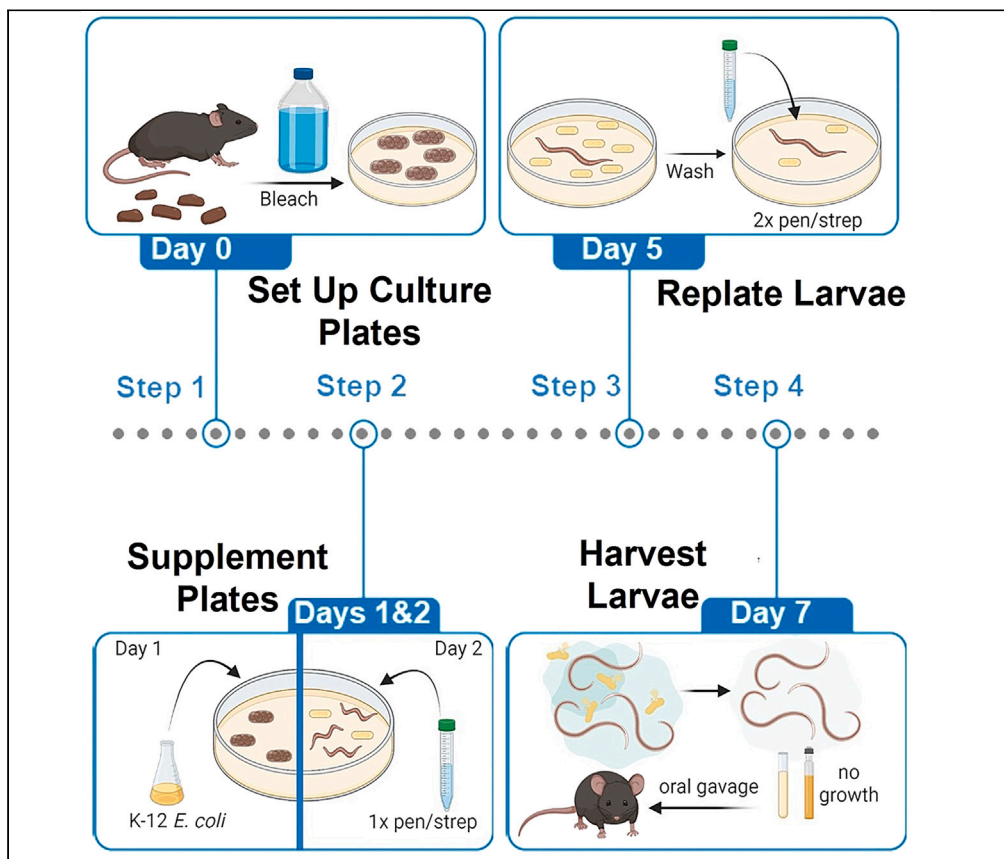 Bleach
Day 0
Set Up Culture
Plates
Wash
2x pen/strep
Day 5
Replate Larvae
Step 1
Step 2
Step 3
Step 4
Supplement
Plates
Days 1&2
Day 1
Day 2
K-12 E. coli
1x pen/strep
Harvest
Larvae
Day 7
oral gavage
no
growth